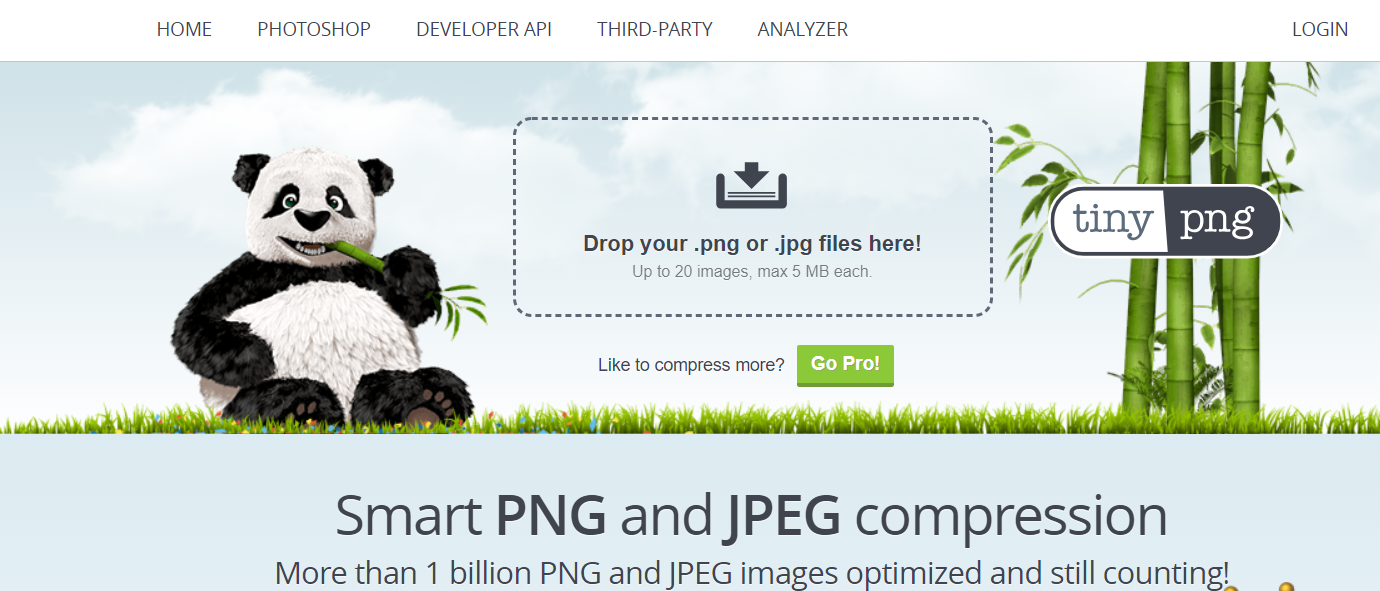 HOME PHOTOSHOP DEVELOPER API THIRD-PARTY ANALYZER LOGIN
Drop your .png or .jpg files here!
Up to 20 images, max 5 MB each.
tiny png
Like to compress more? Go Pro!
Smart PNG and JPEG compression
More than 1 billion PNG and JPEG images optimized and still counting!